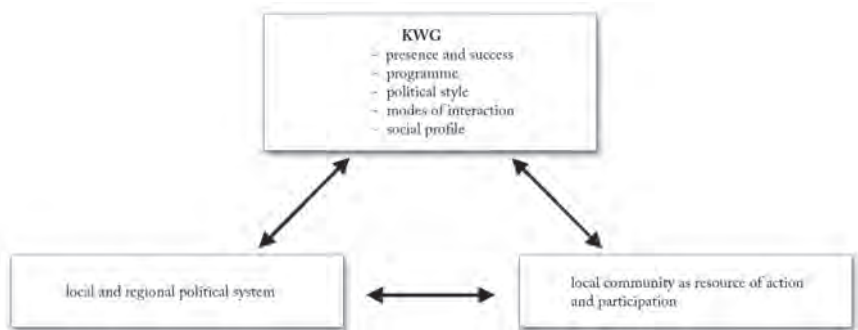 KWG
- presence and success
- programme
- political style
- modes of interaction
- social profile
local and regional political system
local community as resource of action
and participation